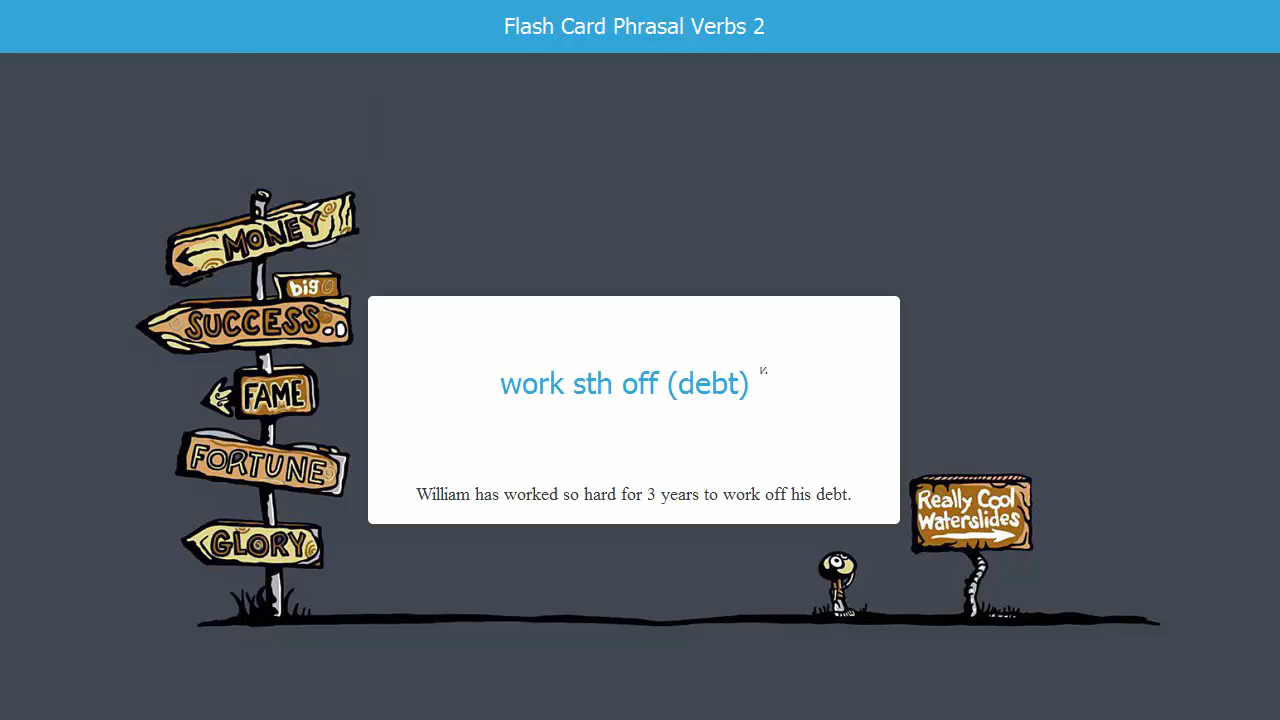 Flash Card Phrasal Verbs 2
MONEY
big
SUCCESS
FAME
FORTUNE
GLORY
work sth off (debt) v.
William has worked so hard for 3 years to work off his debt.
Really Cool
Waterslides